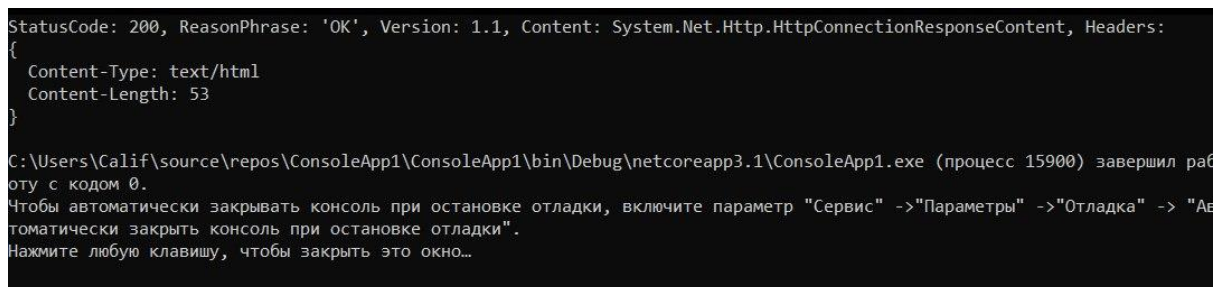 StatusCode: 200, ReasonPhrase: 'OK', Version: 1.1, Content: System.Net.Http.HttpConnectionResponseContent, Headers:
{
  Content-Type: text/html
  Content-Length: 53
}
C:\Users\Calif\source\repos\ConsoleApp1\ConsoleApp1\bin\Debug\netcoreapp3.1\ConsoleApp1.exe (процесс 15900) завершил раб
оту с кодом 0.
Чтобы автоматически закрывать консоль при остановке отладки, включите параметр "Сервис" ->"Параметры" ->"Отладка" -> "Ав
томатически закрыть консоль при остановке отладки".
Нажмите любую клавишу, чтобы закрыть это окно…